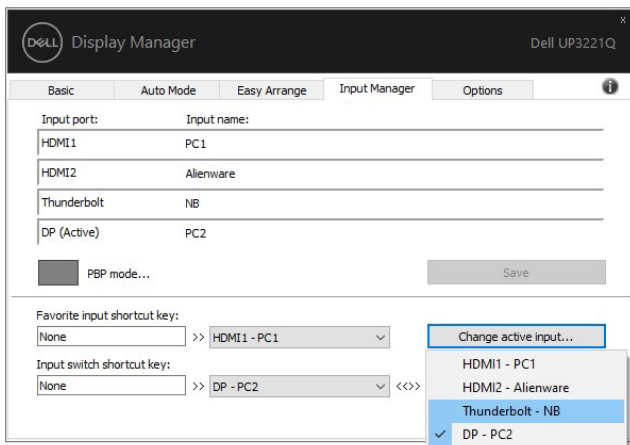 x
DELL Display Manager Dell UP3221Q
Basic Auto Mode Easy Arrange Input Manager Options i
Input port: Input name:
HDMI1 PC1
HDMI2 Alienware
Thunderbolt NB
DP (Active) PC2
PBP mode... Save
Favorite input shortcut key:
None >> HDMI1 - PC1 Change active input...
Input switch shortcut key:
None >> DP - PC2 <<>>
HDMI1 - PC1
HDMI2 - Alienware
Thunderbolt - NB
DP - PC2